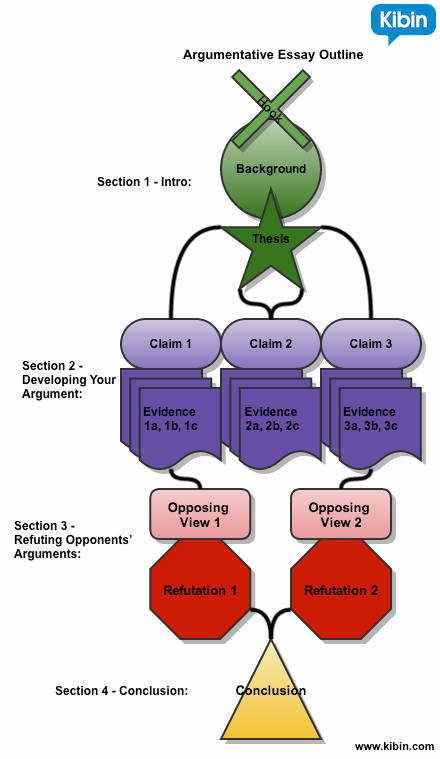 Kibin
Argumentative Essay Outline
Hook
Background
Section 1 - Intro:
Thesis
Claim 1
Claim 2
Claim 3
Section 2 -
Developing Your
Argument:
Evidence
1a, 1b, 1c
Evidence
2a, 2b, 2c
Evidence
3a, 3b, 3c
Opposing
View 1
Opposing
View 2
Section 3 -
Refuting Opponents’
Arguments:
Refutation 1
Refutation 2
Section 4 - Conclusion:
Conclusion
www.kibin.com